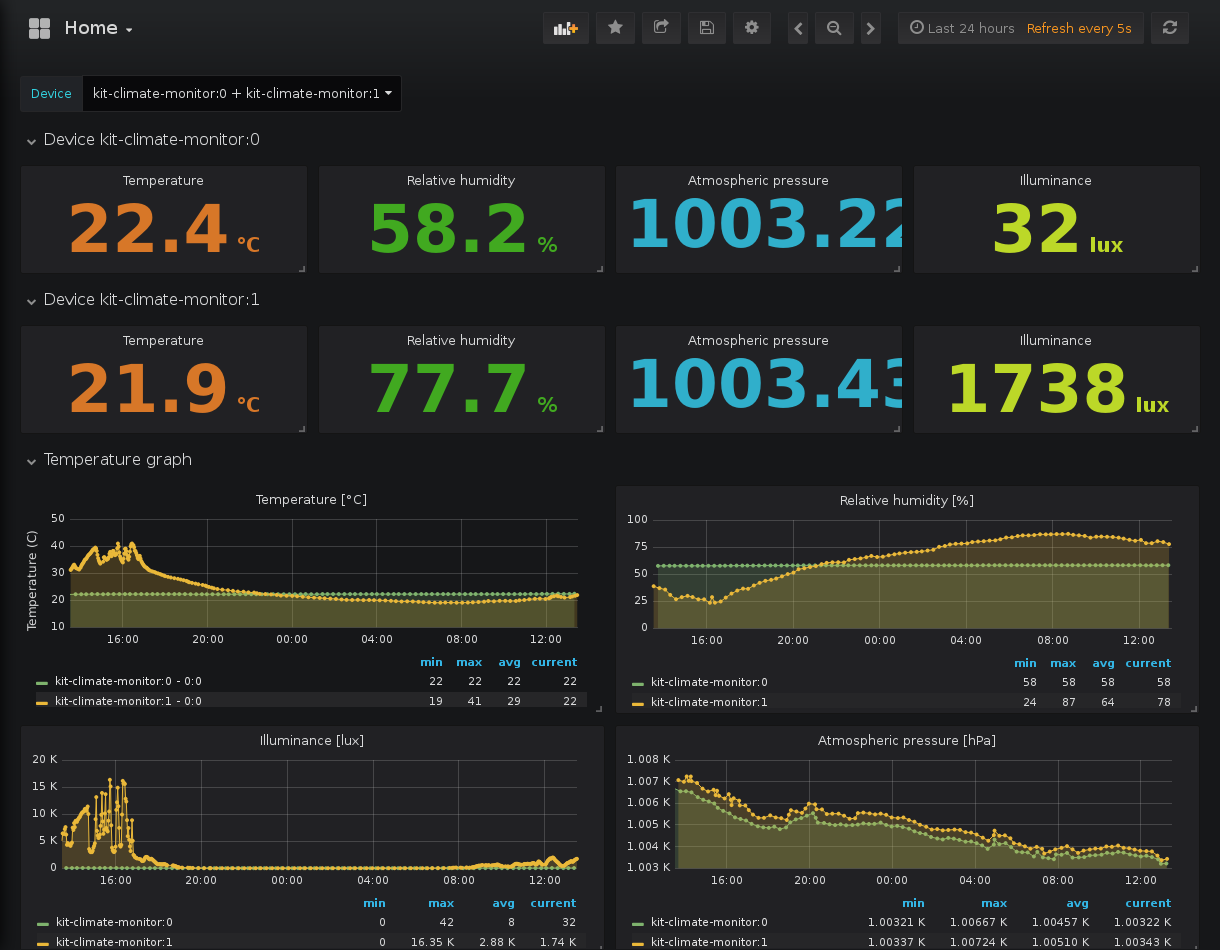 Home
Last 24 hours Refresh every 5s
Device kit-climate-monitor:0 + kit-climate-monitor:1
Device kit-climate-monitor:0
Temperature Relative humidity Atmospheric pressure Illuminance
22.4 °C 58.2 % 1003.22 32 lux
Device kit-climate-monitor:1
Temperature Relative humidity Atmospheric pressure Illuminance
21.9 °C 77.7 % 1003.43 1738 lux
Temperature graph
Temperature [°C]
Temperature (C)
50
40
30
20
10
16:00 20:00 00:00 04:00 08:00 12:00
min max avg current
kit-climate-monitor:0 - 0:0 22 22 22 22
kit-climate-monitor:1 - 0:0 19 41 29 22
Relative humidity [%]
100
75
50
25
0
16:00 20:00 00:00 04:00 08:00 12:00
min max avg current
kit-climate-monitor:0 58 58 58 58
kit-climate-monitor:1 24 87 64 78
Illuminance [lux]
20 K
15 K
10 K
5 K
0
16:00 20:00 00:00 04:00 08:00 12:00
min max avg current
kit-climate-monitor:0 0 42 8 32
kit-climate-monitor:1 0 16.35 K 2.88 K 1.74 K
Atmospheric pressure [hPa]
1.008 K
1.007 K
1.006 K
1.005 K
1.004 K
1.003 K
16:00 20:00 00:00 04:00 08:00 12:00
min max avg current
kit-climate-monitor:0 1.00321 K 1.00667 K 1.00457 K 1.00322 K
kit-climate-monitor:1 1.00337 K 1.00724 K 1.00510 K 1.00343 K